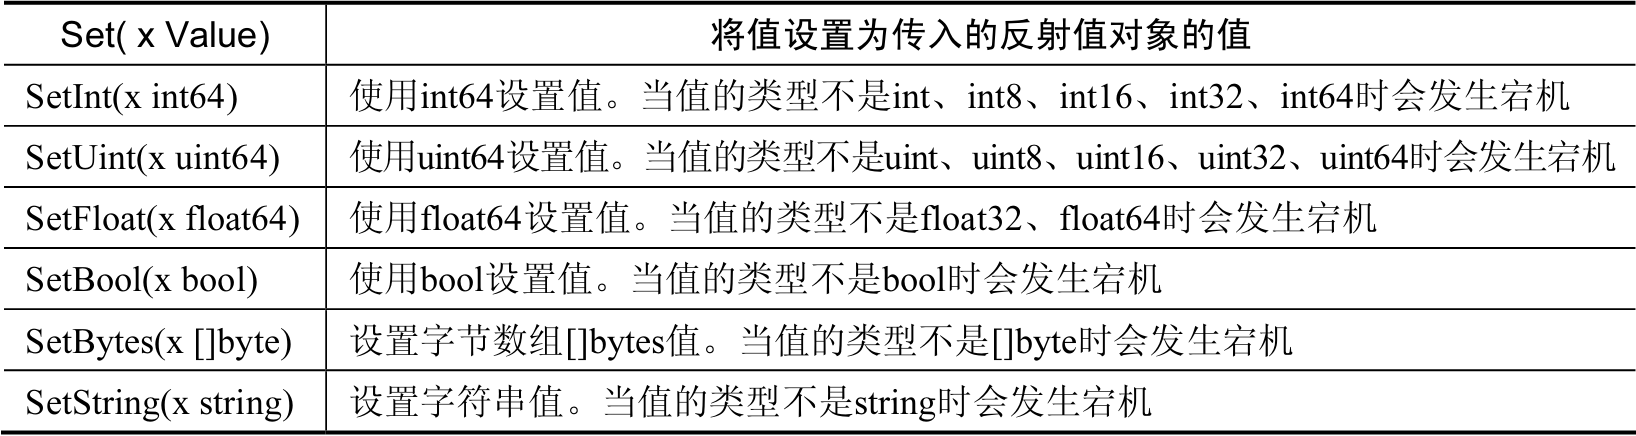 Set( x Value) 将值设置为传入的反射值对象的值
SetInt(x int64) 使用int64设置值。当值的类型不是int、int8、int16、int32、int64时会发生宕机
SetUint(x uint64) 使用uint64设置值。当值的类型不是uint、uint8、uint16、uint32、uint64时会发生宕机
SetFloat(x float64) 使用float64设置值。当值的类型不是float32、float64时会发生宕机
SetBool(x bool) 使用bool设置值。当值的类型不是bool时会发生宕机
SetBytes(x []byte) 设置字节数组[]bytes值。当值的类型不是[]byte时会发生宕机
SetString(x string) 设置字符串值。当值的类型不是string时会发生宕机